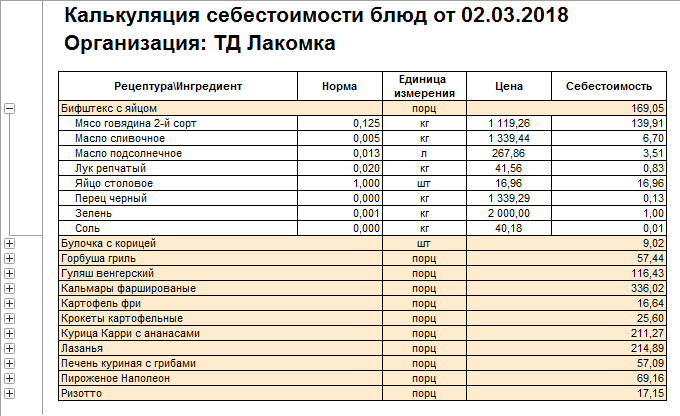 Калькуляция себестоимости блюд от 02.03.2018
Организация: ТД Лакомка
Рецептура\Ингредиент Норма Единица измерения Цена Себестоимость
Бифштекс с яйцом порц 169,05
Мясо говядина 2-й сорт 0,125 кг 1 119,26 139,91
Масло сливочное 0,005 кг 1 339,44 6,70
Масло подсолнечное 0,013 л 267,86 3,51
Лук репчатый 0,020 кг 41,56 0,83
Яйцо столовое 1,000 шт 16,96 16,96
Перец черный 0,000 кг 1 339,29 0,13
Зелень 0,001 кг 2 000,00 1,00
Соль 0,000 кг 40,18 0,01
Булочка с корицей шт 9,02
Горбуша гриль порц 57,44
Гуляш венгерский порц 116,43
Кальмары фаршированые порц 336,02
Картофель фри порц 16,64
Крокеты картофельные порц 25,60
Курица Карри с ананасами порц 211,27
Лазанья порц 214,89
Печень куриная с грибами порц 57,09
Пироженое Наполеон порц 69,16
Ризотто порц 17,15